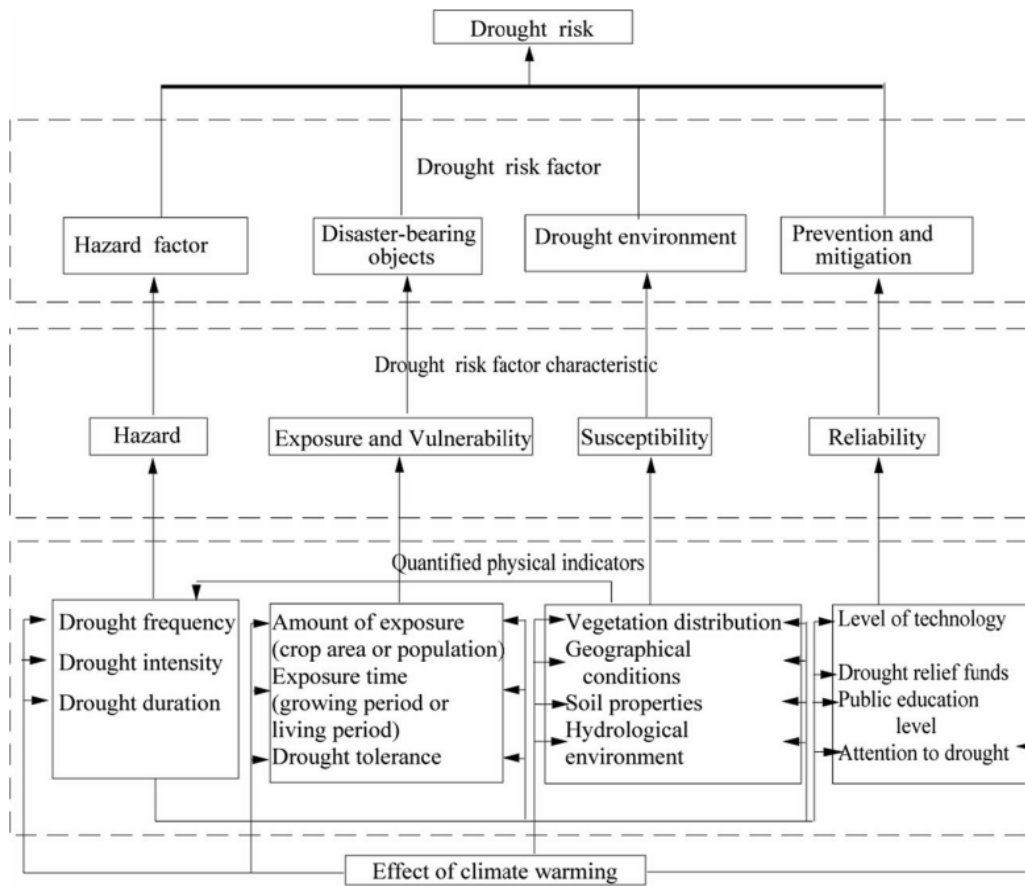 Drought risk
Drought risk factor
Hazard factor
Disaster-bearing
objects
Drought environment
Prevention and
mitigation
Drought risk factor characteristic
Hazard
Exposure and Vulnerability
Susceptibility
Reliability
Quantified physical indicators
Drought frequency
Drought intensity
Drought duration
Amount of exposure
(crop area or population)
Exposure time
(growing period or
living period)
Drought tolerance
Vegetation distribution
Geographical
conditions
Soil properties
Hydrological
environment
Level of technology
Drought relief funds
Public education
level
Attention to drought
Effect of climate warming